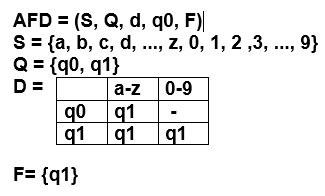 AFD = (S, Q, d, q0, F)
S = {a, b, c, d, ..., z, 0, 1, 2 ,3, ..., 9}
Q = {q0, q1}
D =
a-z 0-9
q0 q1 -
q1 q1 q1
F= {q1}